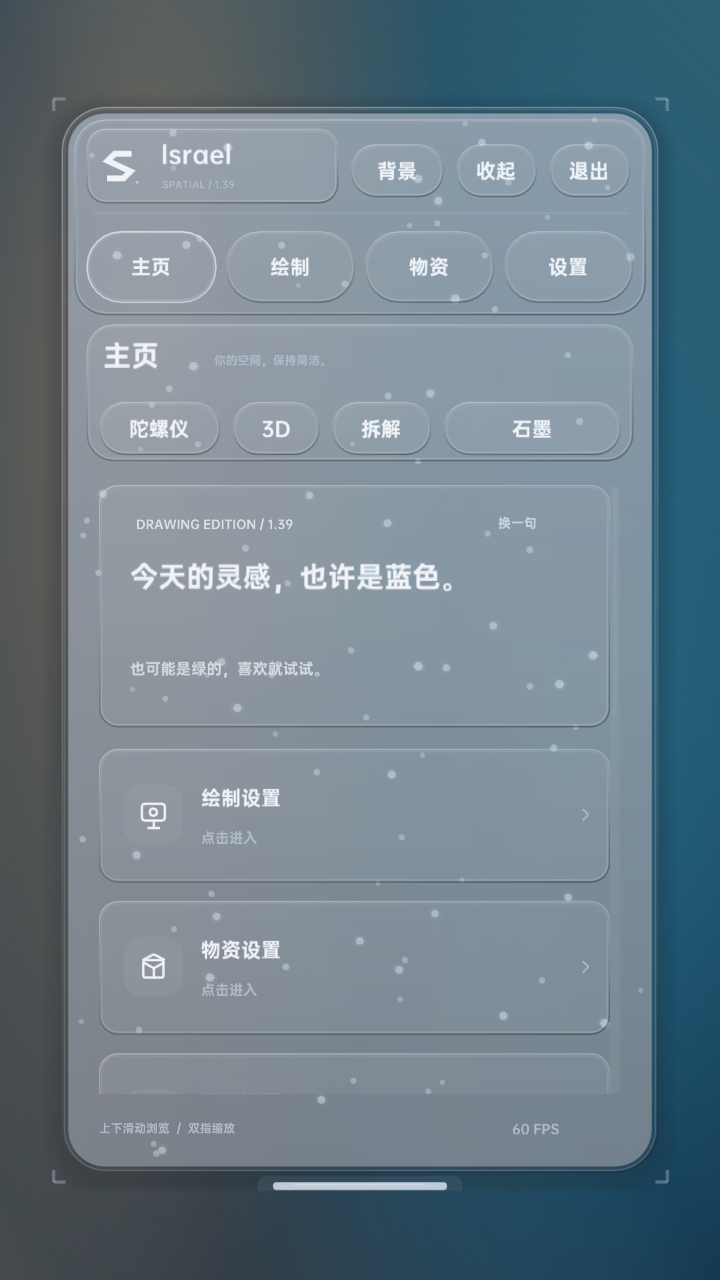 Israel
SPATIAL / 1.39
背景
收起
退出
主页
绘制
物资
设置
主页
你的空间，保持简洁。
陀螺仪
3D
拆解
石墨
DRAWING EDITION / 1.39
换一句
今天的灵感，也许是蓝色。
也可能是绿的，喜欢就试试。
绘制设置
点击进入
物资设置
点击进入
上下滑动浏览 / 双指缩放
60 FPS